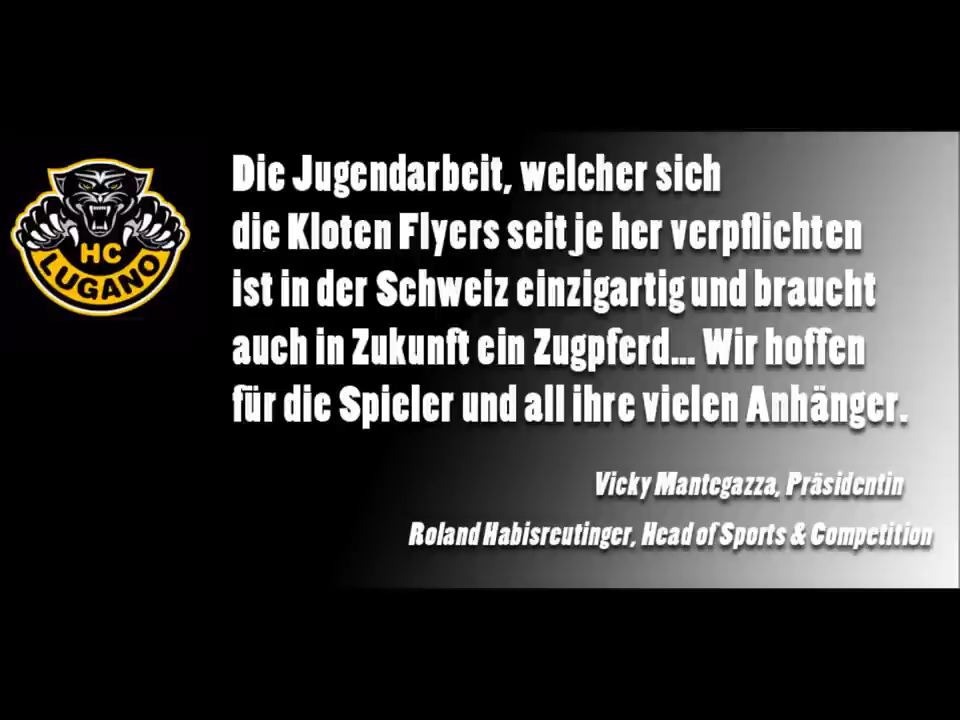 HC
LUGANO
Die Jugendarbeit, welcher sich
die Kloten Flyers seit je her verpflichten
ist in der Schweiz einzigartig und braucht
auch in Zukunft ein Zugpferd... Wir hoffen
für die Spieler und all ihre vielen Anhänger.
Vicky Mantegazza, Präsidentin
Roland Habisreutinger, Head of Sports & Competition